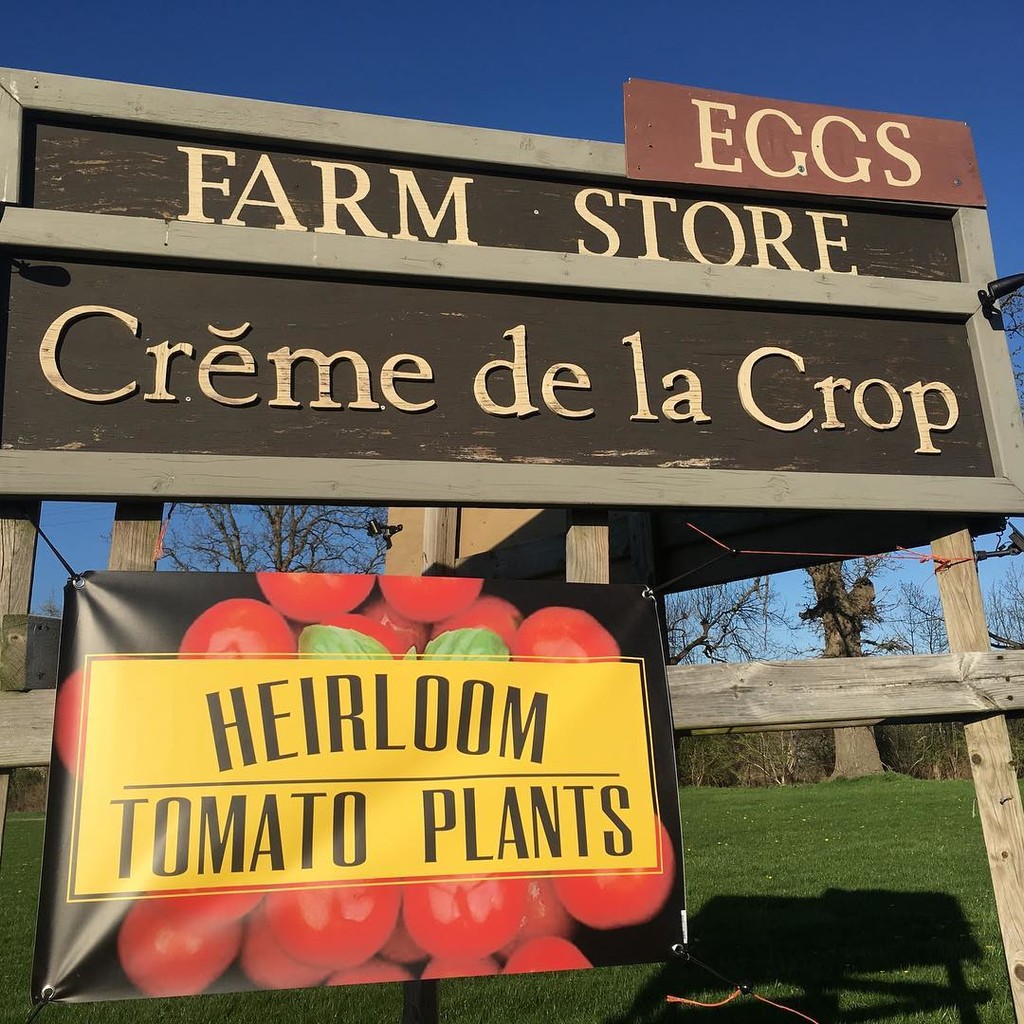 EGGS
FARM STORE
Crĕme de la Crop
HEIRLOOM
TOMATO PLANTS